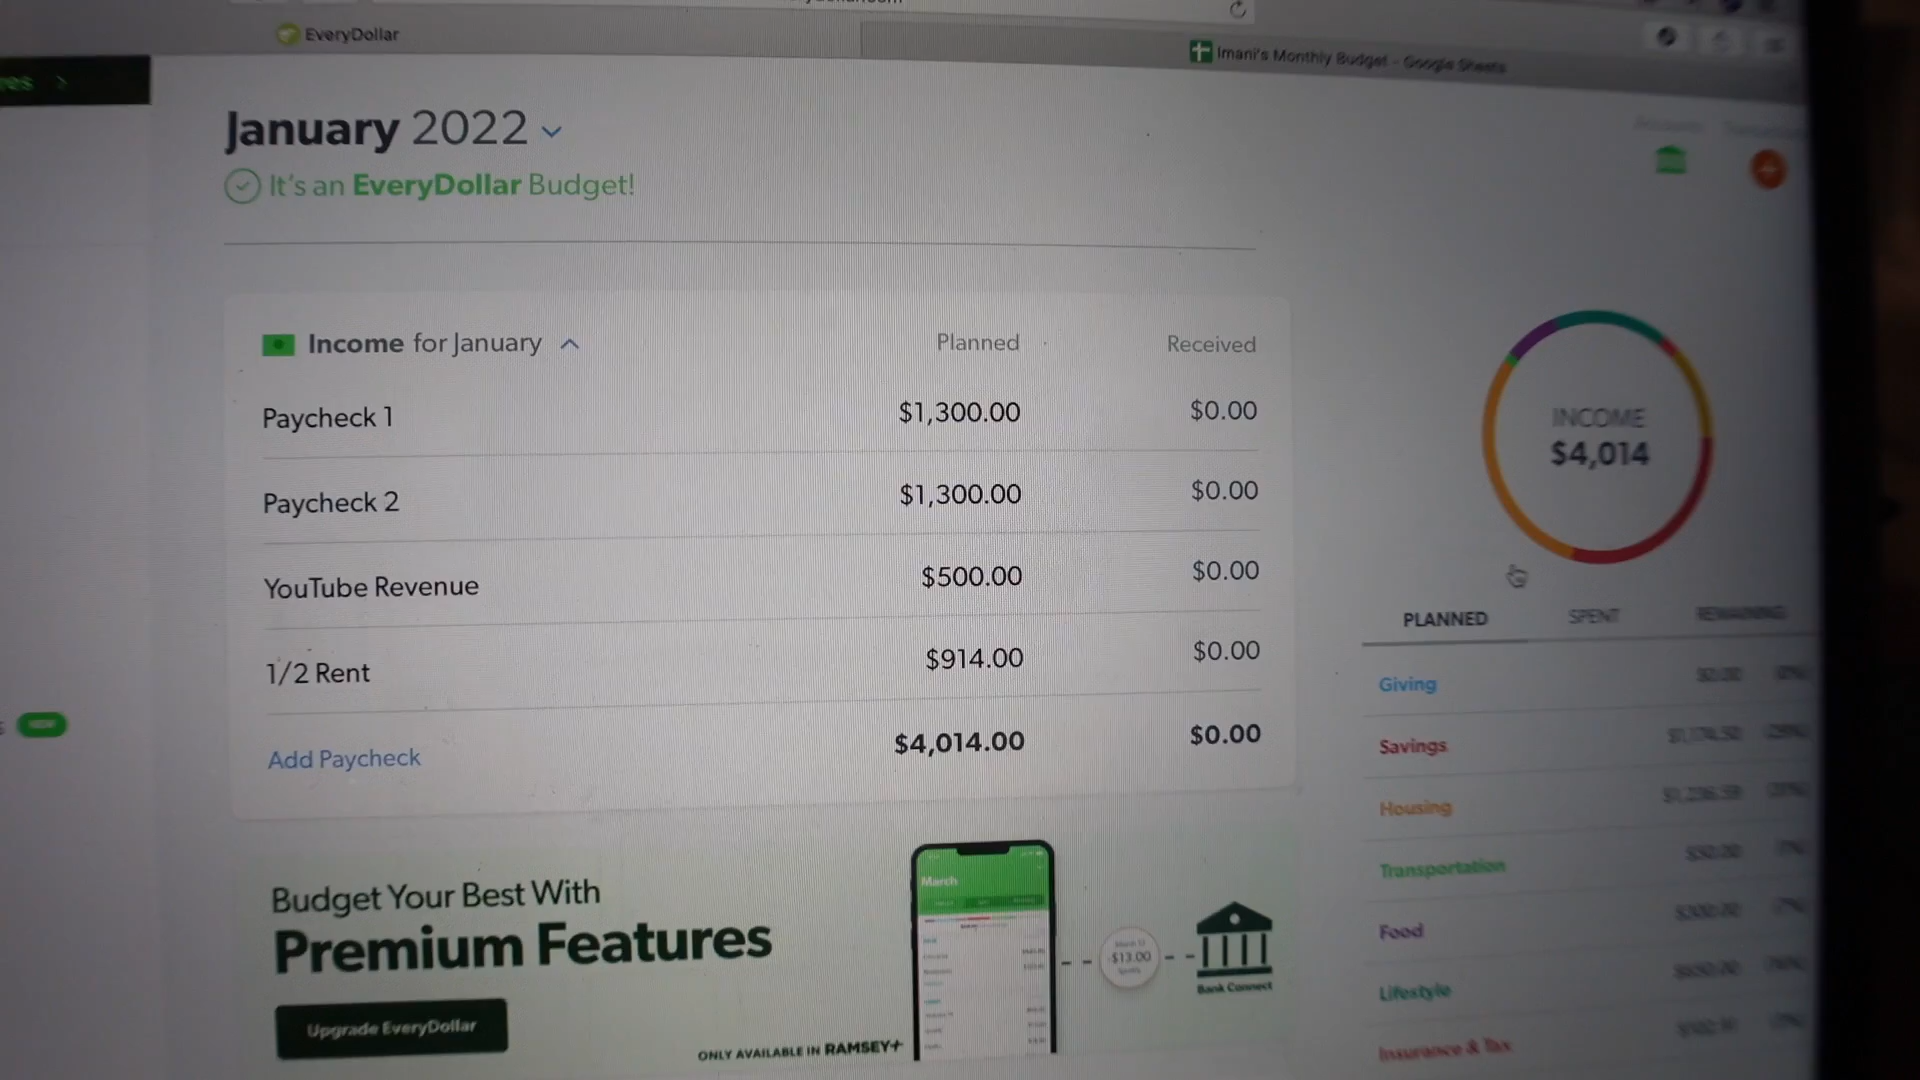 EveryDollar
Imani's Monthly Budget - Google Sheets
January 2022
It's an EveryDollar Budget!
Income for January Planned Received
Paycheck 1 $1,300.00 $0.00
Paycheck 2 $1,300.00 $0.00
YouTube Revenue $500.00 $0.00
1/2 Rent $914.00 $0.00
Add Paycheck $4,014.00 $0.00
INCOME
$4,014
PLANNED SPENT REMAINING
Giving
Savings
Housing
Transportation
Food
Lifestyle
Insurance & Tax
Budget Your Best With
Premium Features
Upgrade EveryDollar
ONLY AVAILABLE IN RAMSEY+
March
$13.00
Bank Connect